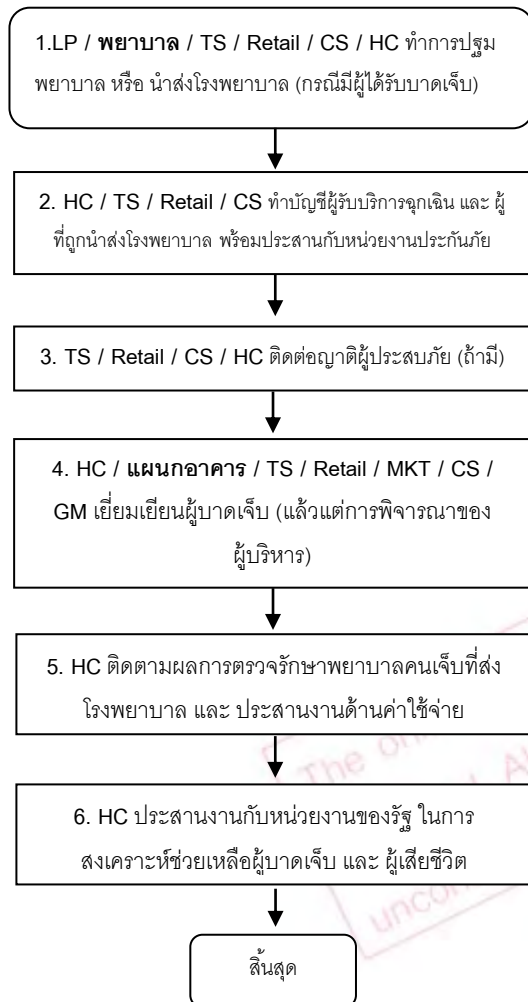 1.LP / พยาบาล / TS / Retail / CS / HC ทำการปฐม
พยาบาล หรือ นำส่งโรงพยาบาล (กรณีมีผู้ได้รับบาดเจ็บ)
2. HC / TS / Retail / CS ทำบัญชีผู้รับบริการฉุกเฉิน และ ผู้
ที่ถูกนำส่งโรงพยาบาล พร้อมประสานกับหน่วยงานประกันภัย
3. TS / Retail / CS / HC ติดต่อญาติผู้ประสบภัย (ถ้ามี)
4. HC / แผนกอาคาร / TS / Retail / MKT / CS /
GM เยี่ยมเยียนผู้บาดเจ็บ (แล้วแต่การพิจารณาของ
ผู้บริหาร)
5. HC ติดตามผลการตรวจรักษาพยาบาลคนเจ็บที่ส่ง
โรงพยาบาล และ ประสานงานด้านค่าใช้จ่าย
The
6. HC ประสานงานกับหน่วยงานของรัฐ ในการ
สงเคราะห์ช่วยเหลือผู้บาดเจ็บ และ ผู้เสียชีวิต
สิ้นสุด